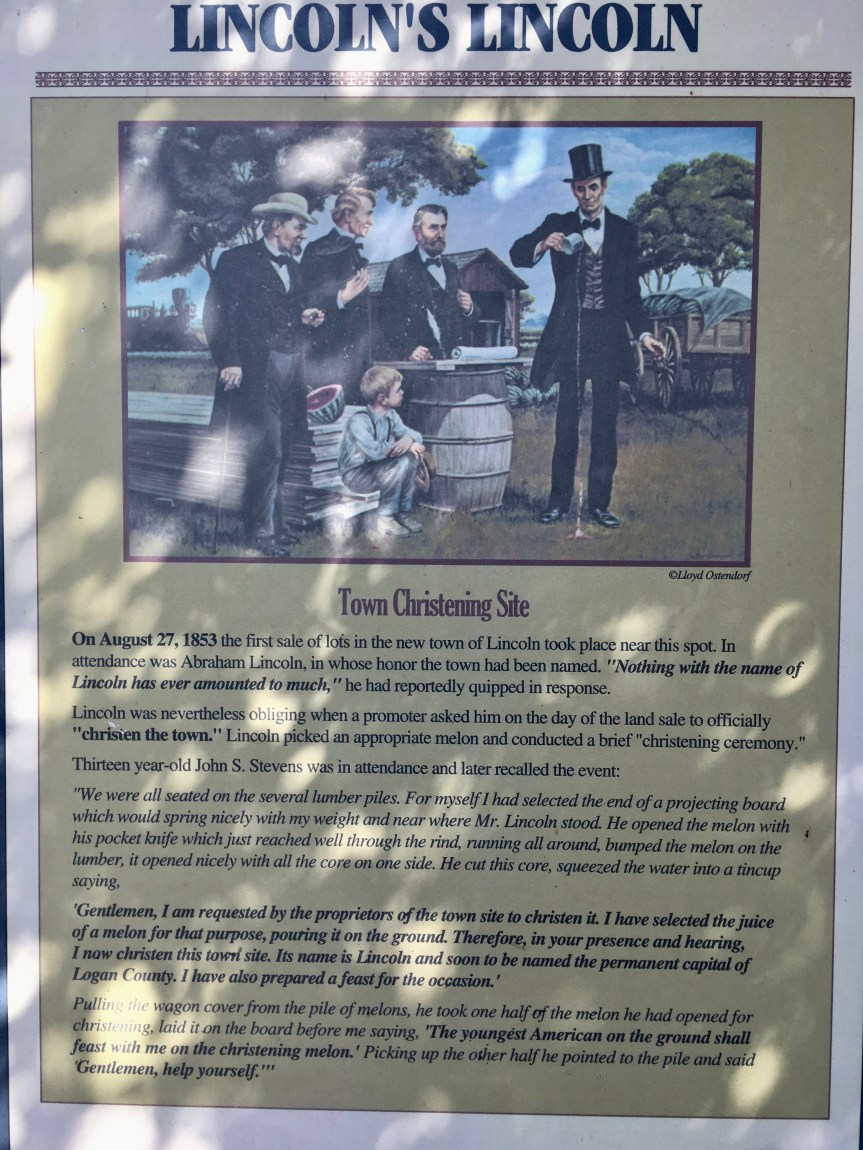 LINCOLN'S LINCOLN
©Lloyd Ostendorf
Town Christening Site
On August 27, 1853 the first sale of lots in the new town of Lincoln took place near this spot. In
attendance was Abraham Lincoln, in whose honor the town had been named. "Nothing with the name of
Lincoln has ever amounted to much," he had reportedly quipped in response.
Lincoln was nevertheless obliging when a promoter asked him on the day of the land sale to officially
"christen the town." Lincoln picked an appropriate melon and conducted a brief "christening ceremony."
Thirteen year-old John S. Stevens was in attendance and later recalled the event:
"We were all seated on the several lumber piles. For myself I had selected the end of a projecting board
which would spring nicely with my weight and near where Mr. Lincoln stood. He opened the melon with
his pocket knife which just reached well through the rind, running all around, bumped the melon on the
lumber, it opened nicely with all the core on one side. He cut this core, squeezed the water into a tincup
saying,
'Gentlemen, I am requested by the proprietors of the town site to christen it. I have selected the juice
of a melon for that purpose, pouring it on the ground. Therefore, in your presence and hearing,
I now christen this town site. Its name is Lincoln and soon to be named the permanent capital of
Logan County. I have also prepared a feast for the occasion.'
Pulling the wagon cover from the pile of melons, he took one half of the melon he had opened for
christening, laid it on the board before me saying, 'The youngest American on the ground shall
feast with me on the christening melon.' Picking up the other half he pointed to the pile and said
'Gentlemen, help yourself.'"